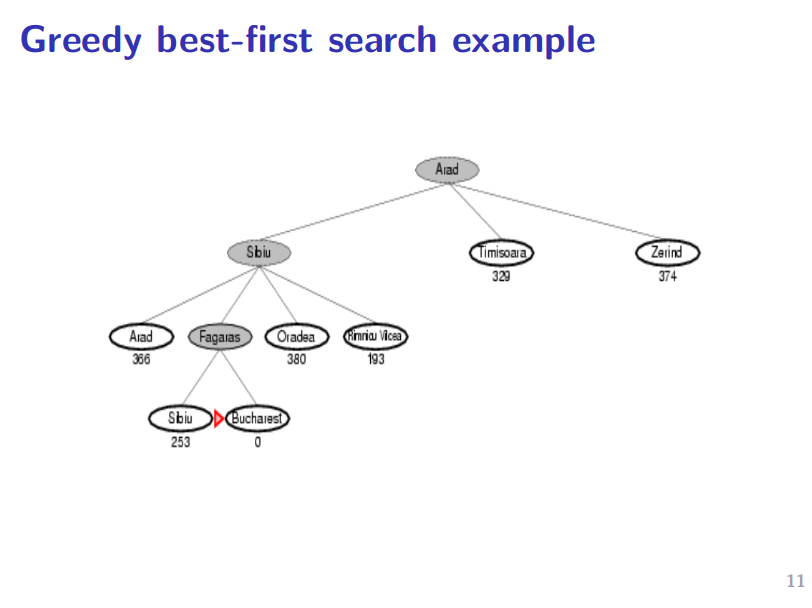 Greedy best-first search example
Arad
Sibiu
Timisoara
Zerind
329
374
Arad
Fagaras
Oradea
Rimnicu Vilcea
366
380
193
Sibiu
Bucharest
253
0
11